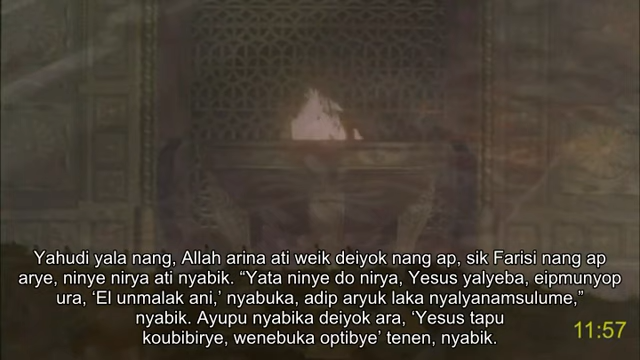 Yahudi yala nang, Allah arina ati weik deiyok nang ap, sik Farisi nang ap
arye, ninye nirya ati nyabik. “Yata ninye do nirya, Yesus yalyeba, eipmunyop
ura, ‘El unmalak ani,’ nyabuka, adip aryuk laka nyalyanamsulume,”
nyabik. Ayupu nyabika deiyok ara, ‘Yesus tapu
koubibirye, wenebuka optibye’ tenen, nyabik.
11:57